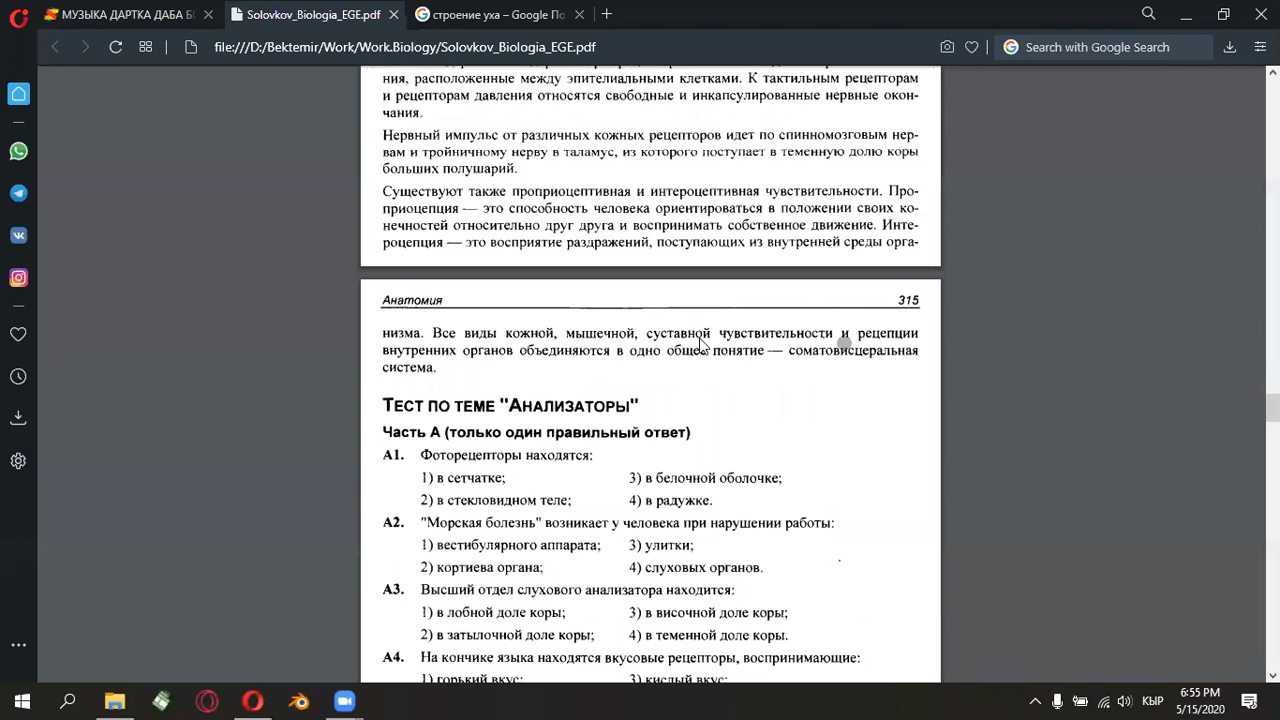 МУЗЫКА ДАРТКА ДАБА БО
Solovkov_Biologia_EGE.pdf
строение уха – Google По
file:///D:/Bektemir/Work/Work.Biology/Solovkov_Biologia_EGE.pdf
Search with Google Search
ния, расположенные между эпителиальными клетками. К тактильным рецепторам
и рецепторам давления относятся свободные и инкапсулированные нервные окон-
чания.
Нервный импульс от различных кожных рецепторов идет по спинномозговым нер-
вам и тройничному нерву в таламус, из которого поступает в теменную долю коры
больших полушарий.
Существуют также проприоцептивная и интероцептивная чувствительности. Про-
приоцепция — это способность человека ориентироваться в положении своих ко-
нечностей относительно друг друга и воспринимать собственное движение. Инте-
роцепция — это восприятие раздражений, поступающих из внутренней среды орга-
Анатомия 315
низма. Все виды кожной, мышечной, суставной чувствительности и рецепции
внутренних органов объединяются в одно общее понятие — соматовисцеральная
система.
ТЕСТ ПО ТЕМЕ "АНАЛИЗАТОРЫ"
Часть А (только один правильный ответ)
А1. Фоторецепторы находятся:
1) в сетчатке; 3) в белочной оболочке;
2) в стекловидном теле; 4) в радужке.
А2. "Морская болезнь" возникает у человека при нарушении работы:
1) вестибулярного аппарата; 3) улитки;
2) кортиева органа; 4) слуховых органов.
А3. Высший отдел слухового анализатора находится:
1) в лобной доле коры; 3) в височной доле коры;
2) в затылочной доле коры; 4) в теменной доле коры.
А4. На кончике языка находятся вкусовые рецепторы, воспринимающие:
1) горький вкус; 3) кислый вкус;
КЫР
6:55 PM
5/15/2020